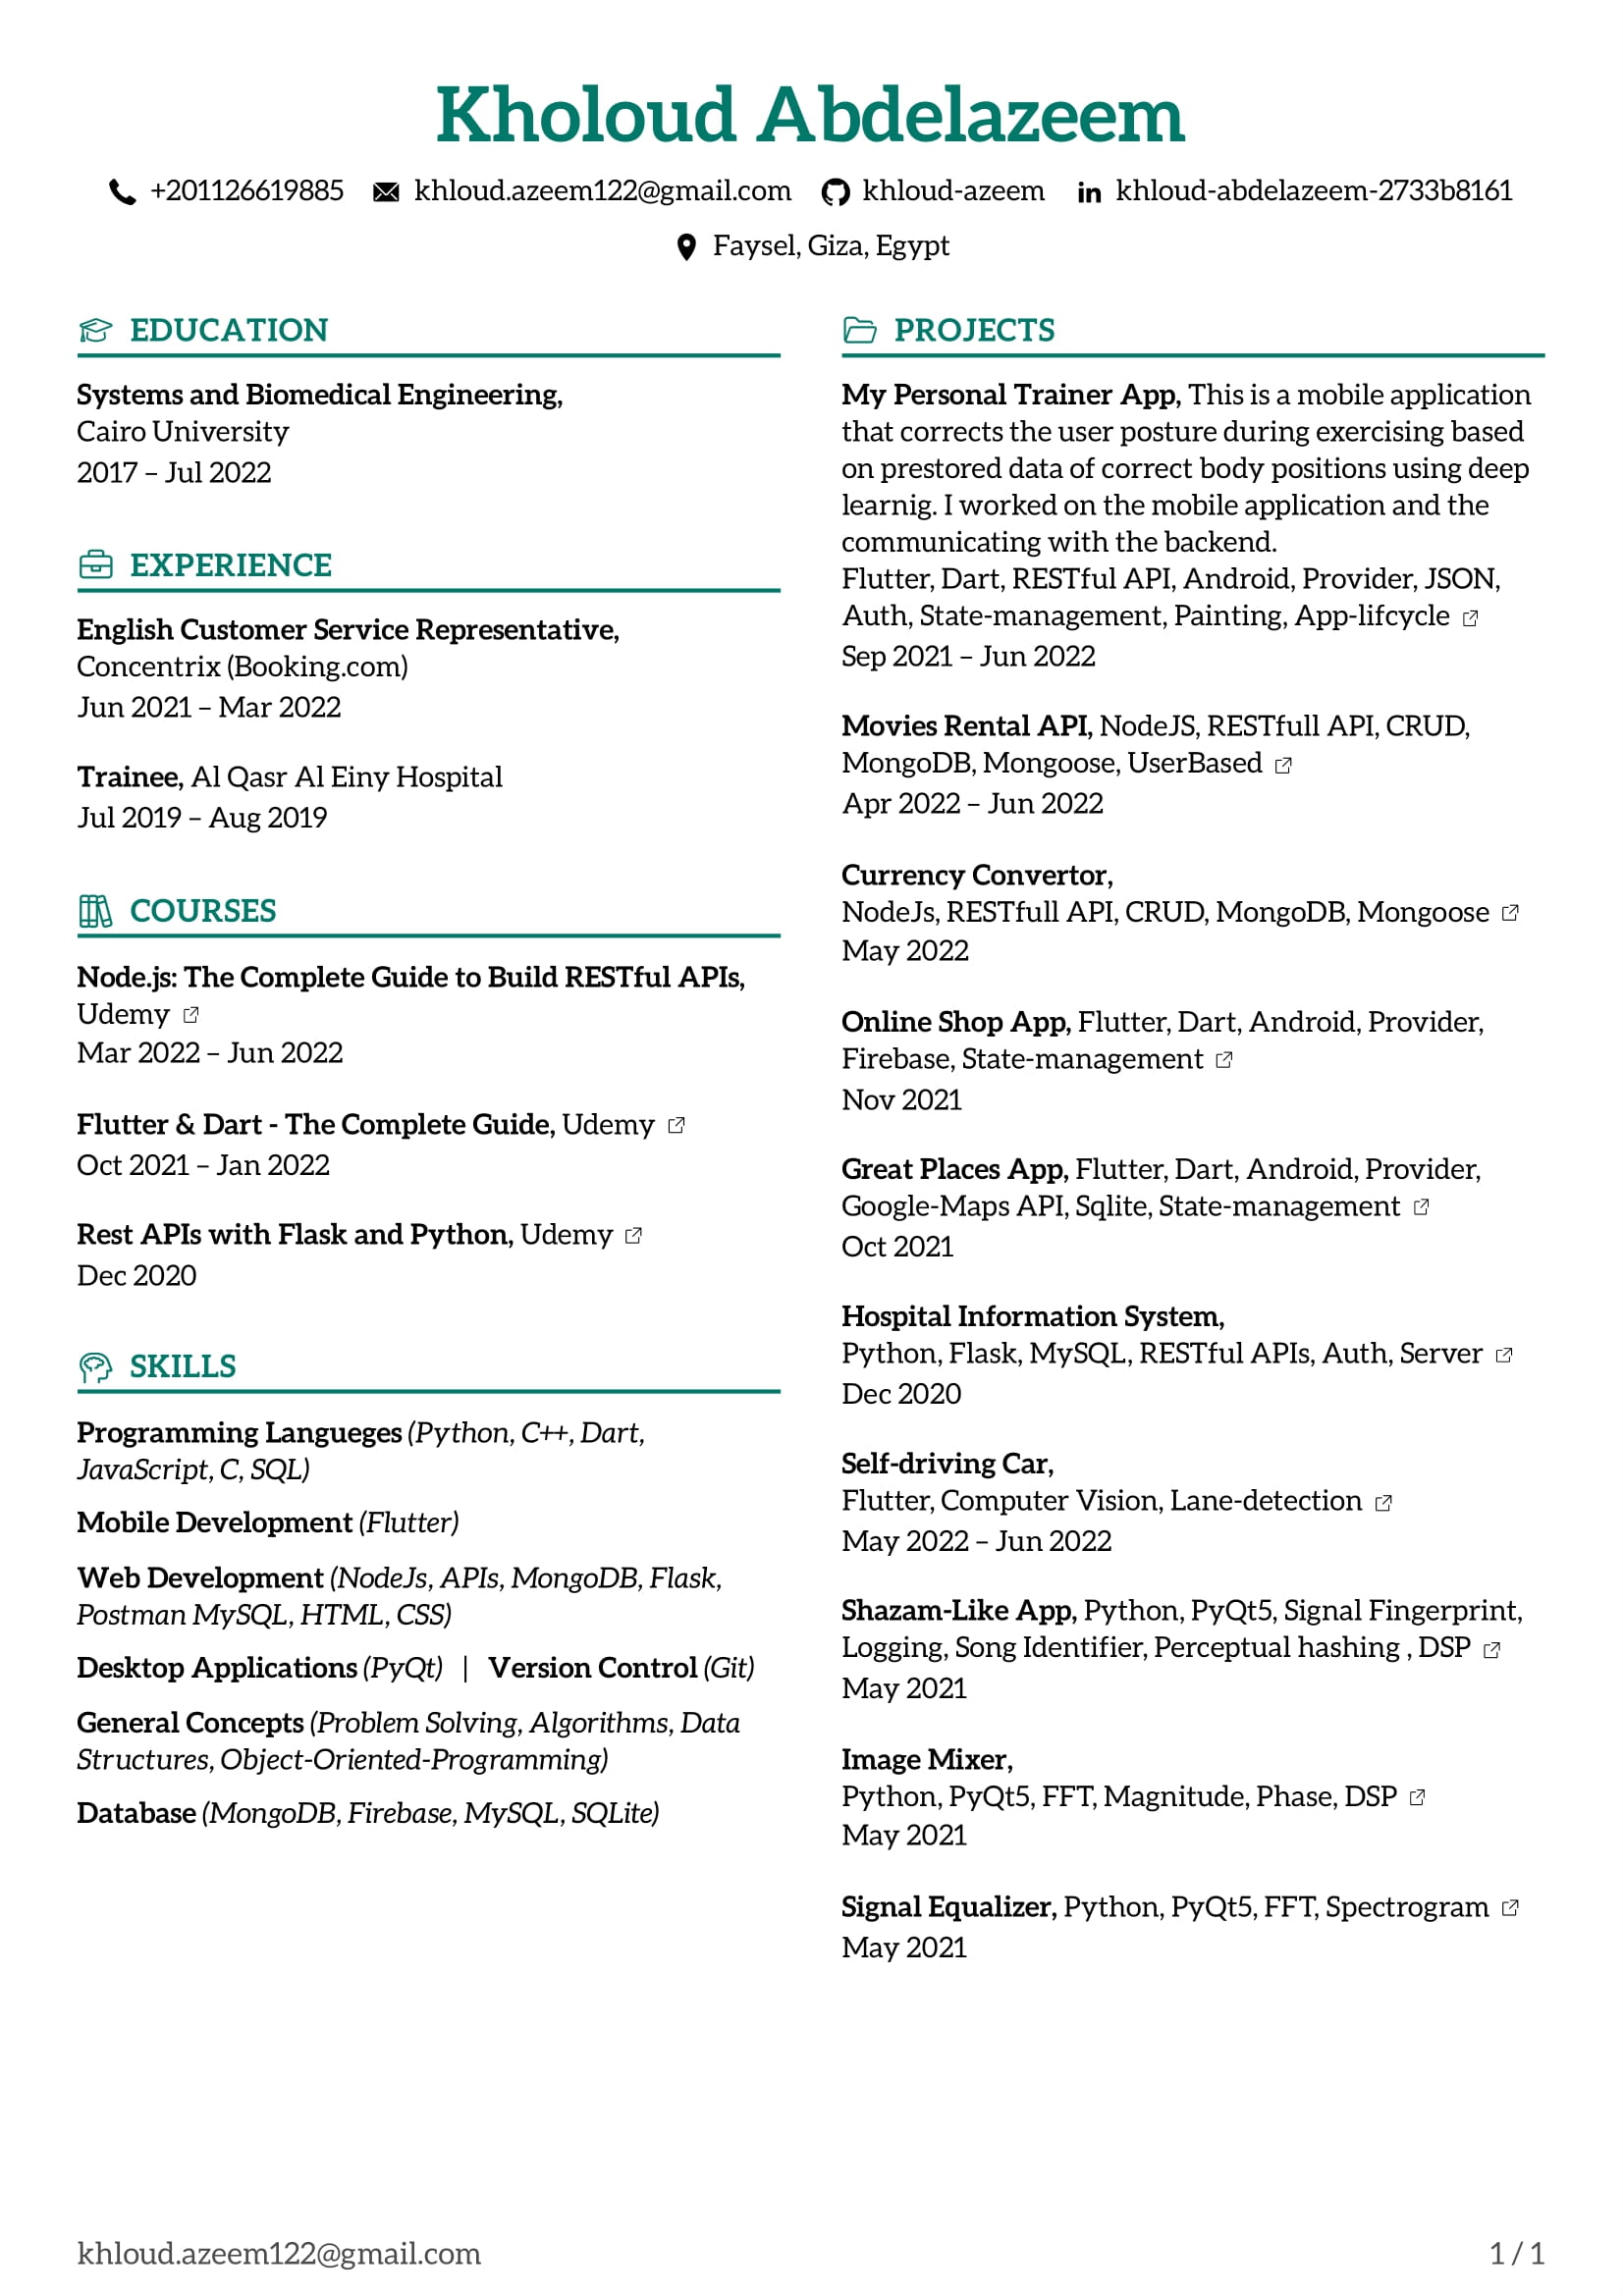 Kholoud Abdelazeem
+201126619885 khloud.azeem122@gmail.com khloud-azeem khloud-abdelazeem-2733b8161
Faysel, Giza, Egypt
EDUCATION
Systems and Biomedical Engineering,
Cairo University
2017 – Jul 2022
EXPERIENCE
English Customer Service Representative,
Concentrix (Booking.com)
Jun 2021 – Mar 2022
Trainee, Al Qasr Al Einy Hospital
Jul 2019 – Aug 2019
COURSES
Node.js: The Complete Guide to Build RESTful APIs,
Udemy
Mar 2022 – Jun 2022
Flutter & Dart - The Complete Guide, Udemy
Oct 2021 – Jan 2022
Rest APIs with Flask and Python, Udemy
Dec 2020
SKILLS
Programming Langueges (Python, C++, Dart,
JavaScript, C, SQL)
Mobile Development (Flutter)
Web Development (NodeJs, APIs, MongoDB, Flask,
Postman MySQL, HTML, CSS)
Desktop Applications (PyQt) | Version Control (Git)
General Concepts (Problem Solving, Algorithms, Data
Structures, Object-Oriented-Programming)
Database (MongoDB, Firebase, MySQL, SQLite)
PROJECTS
My Personal Trainer App, This is a mobile application
that corrects the user posture during exercising based
on prestored data of correct body positions using deep
learnig. I worked on the mobile application and the
communicating with the backend.
Flutter, Dart, RESTful API, Android, Provider, JSON,
Auth, State-management, Painting, App-lifcycle
Sep 2021 – Jun 2022
Movies Rental API, NodeJS, RESTfull API, CRUD,
MongoDB, Mongoose, UserBased
Apr 2022 – Jun 2022
Currency Convertor,
NodeJs, RESTfull API, CRUD, MongoDB, Mongoose
May 2022
Online Shop App, Flutter, Dart, Android, Provider,
Firebase, State-management
Nov 2021
Great Places App, Flutter, Dart, Android, Provider,
Google-Maps API, Sqlite, State-management
Oct 2021
Hospital Information System,
Python, Flask, MySQL, RESTful APIs, Auth, Server
Dec 2020
Self-driving Car,
Flutter, Computer Vision, Lane-detection
May 2022 – Jun 2022
Shazam-Like App, Python, PyQt5, Signal Fingerprint,
Logging, Song Identifier, Perceptual hashing , DSP
May 2021
Image Mixer,
Python, PyQt5, FFT, Magnitude, Phase, DSP
May 2021
Signal Equalizer, Python, PyQt5, FFT, Spectrogram
May 2021
khloud.azeem122@gmail.com 1 / 1